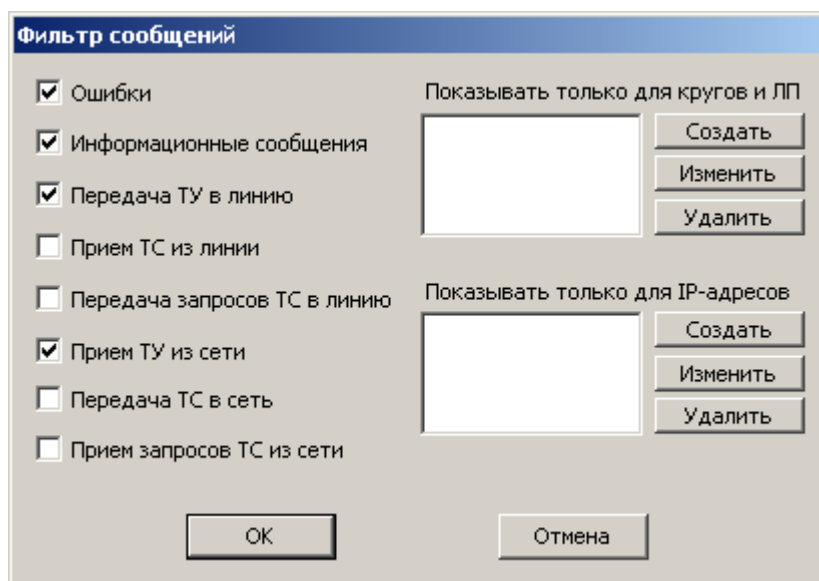 Фильтр сообщений
Ошибки
Информационные сообщения
Передача ТУ в линию
Прием ТС из линии
Передача запросов ТС в линию
Прием ТУ из сети
Передача ТС в сеть
Прием запросов ТС из сети
Показывать только для кругов и ЛП
Создать
Изменить
Удалить
Показывать только для IP-адресов
Создать
Изменить
Удалить
OK
Отмена